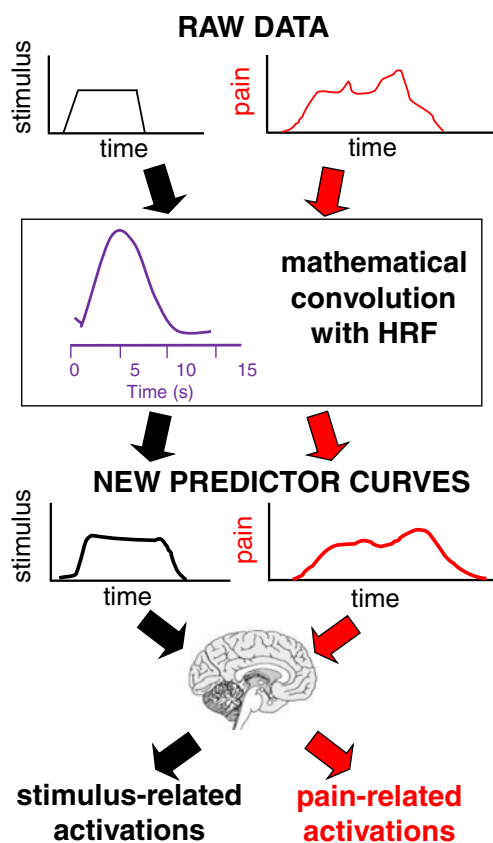 RAW DATA
stimulus
time
pain
time
mathematical
convolution
with HRF
0 5 10 15
Time (s)
NEW PREDICTOR CURVES
stimulus
time
pain
time
stimulus-related
activations
pain-related
activations